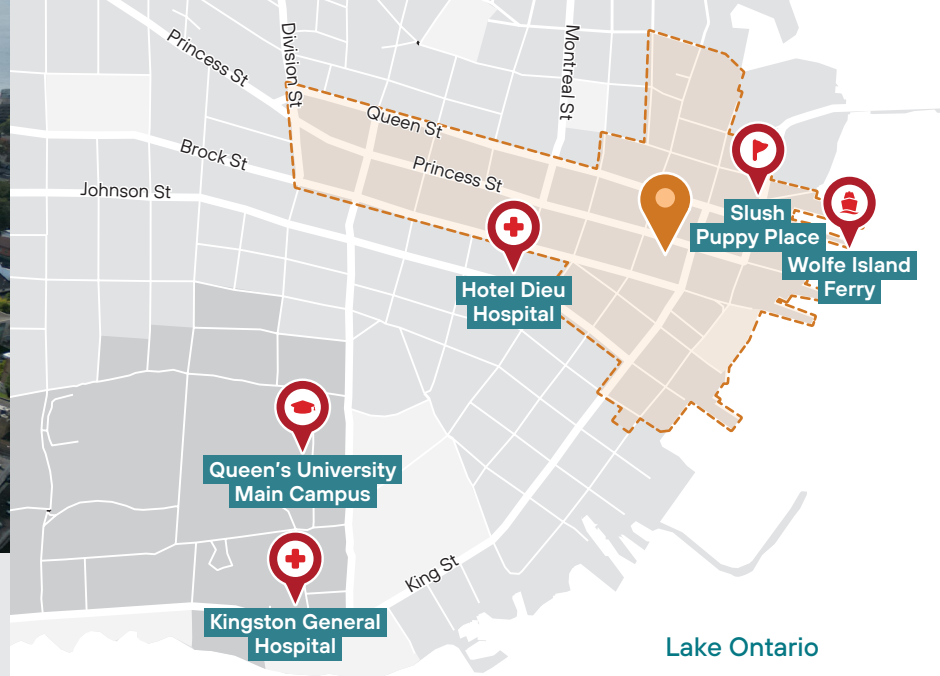 Princess St
Division St
Montreal St
Queen St
Brock St
Princess St
Johnson St
Slush
Puppy Place
Wolfe Island
Ferry
Hotel Dieu
Hospital
Queen's University
Main Campus
King St
Kingston General
Hospital
Lake Ontario